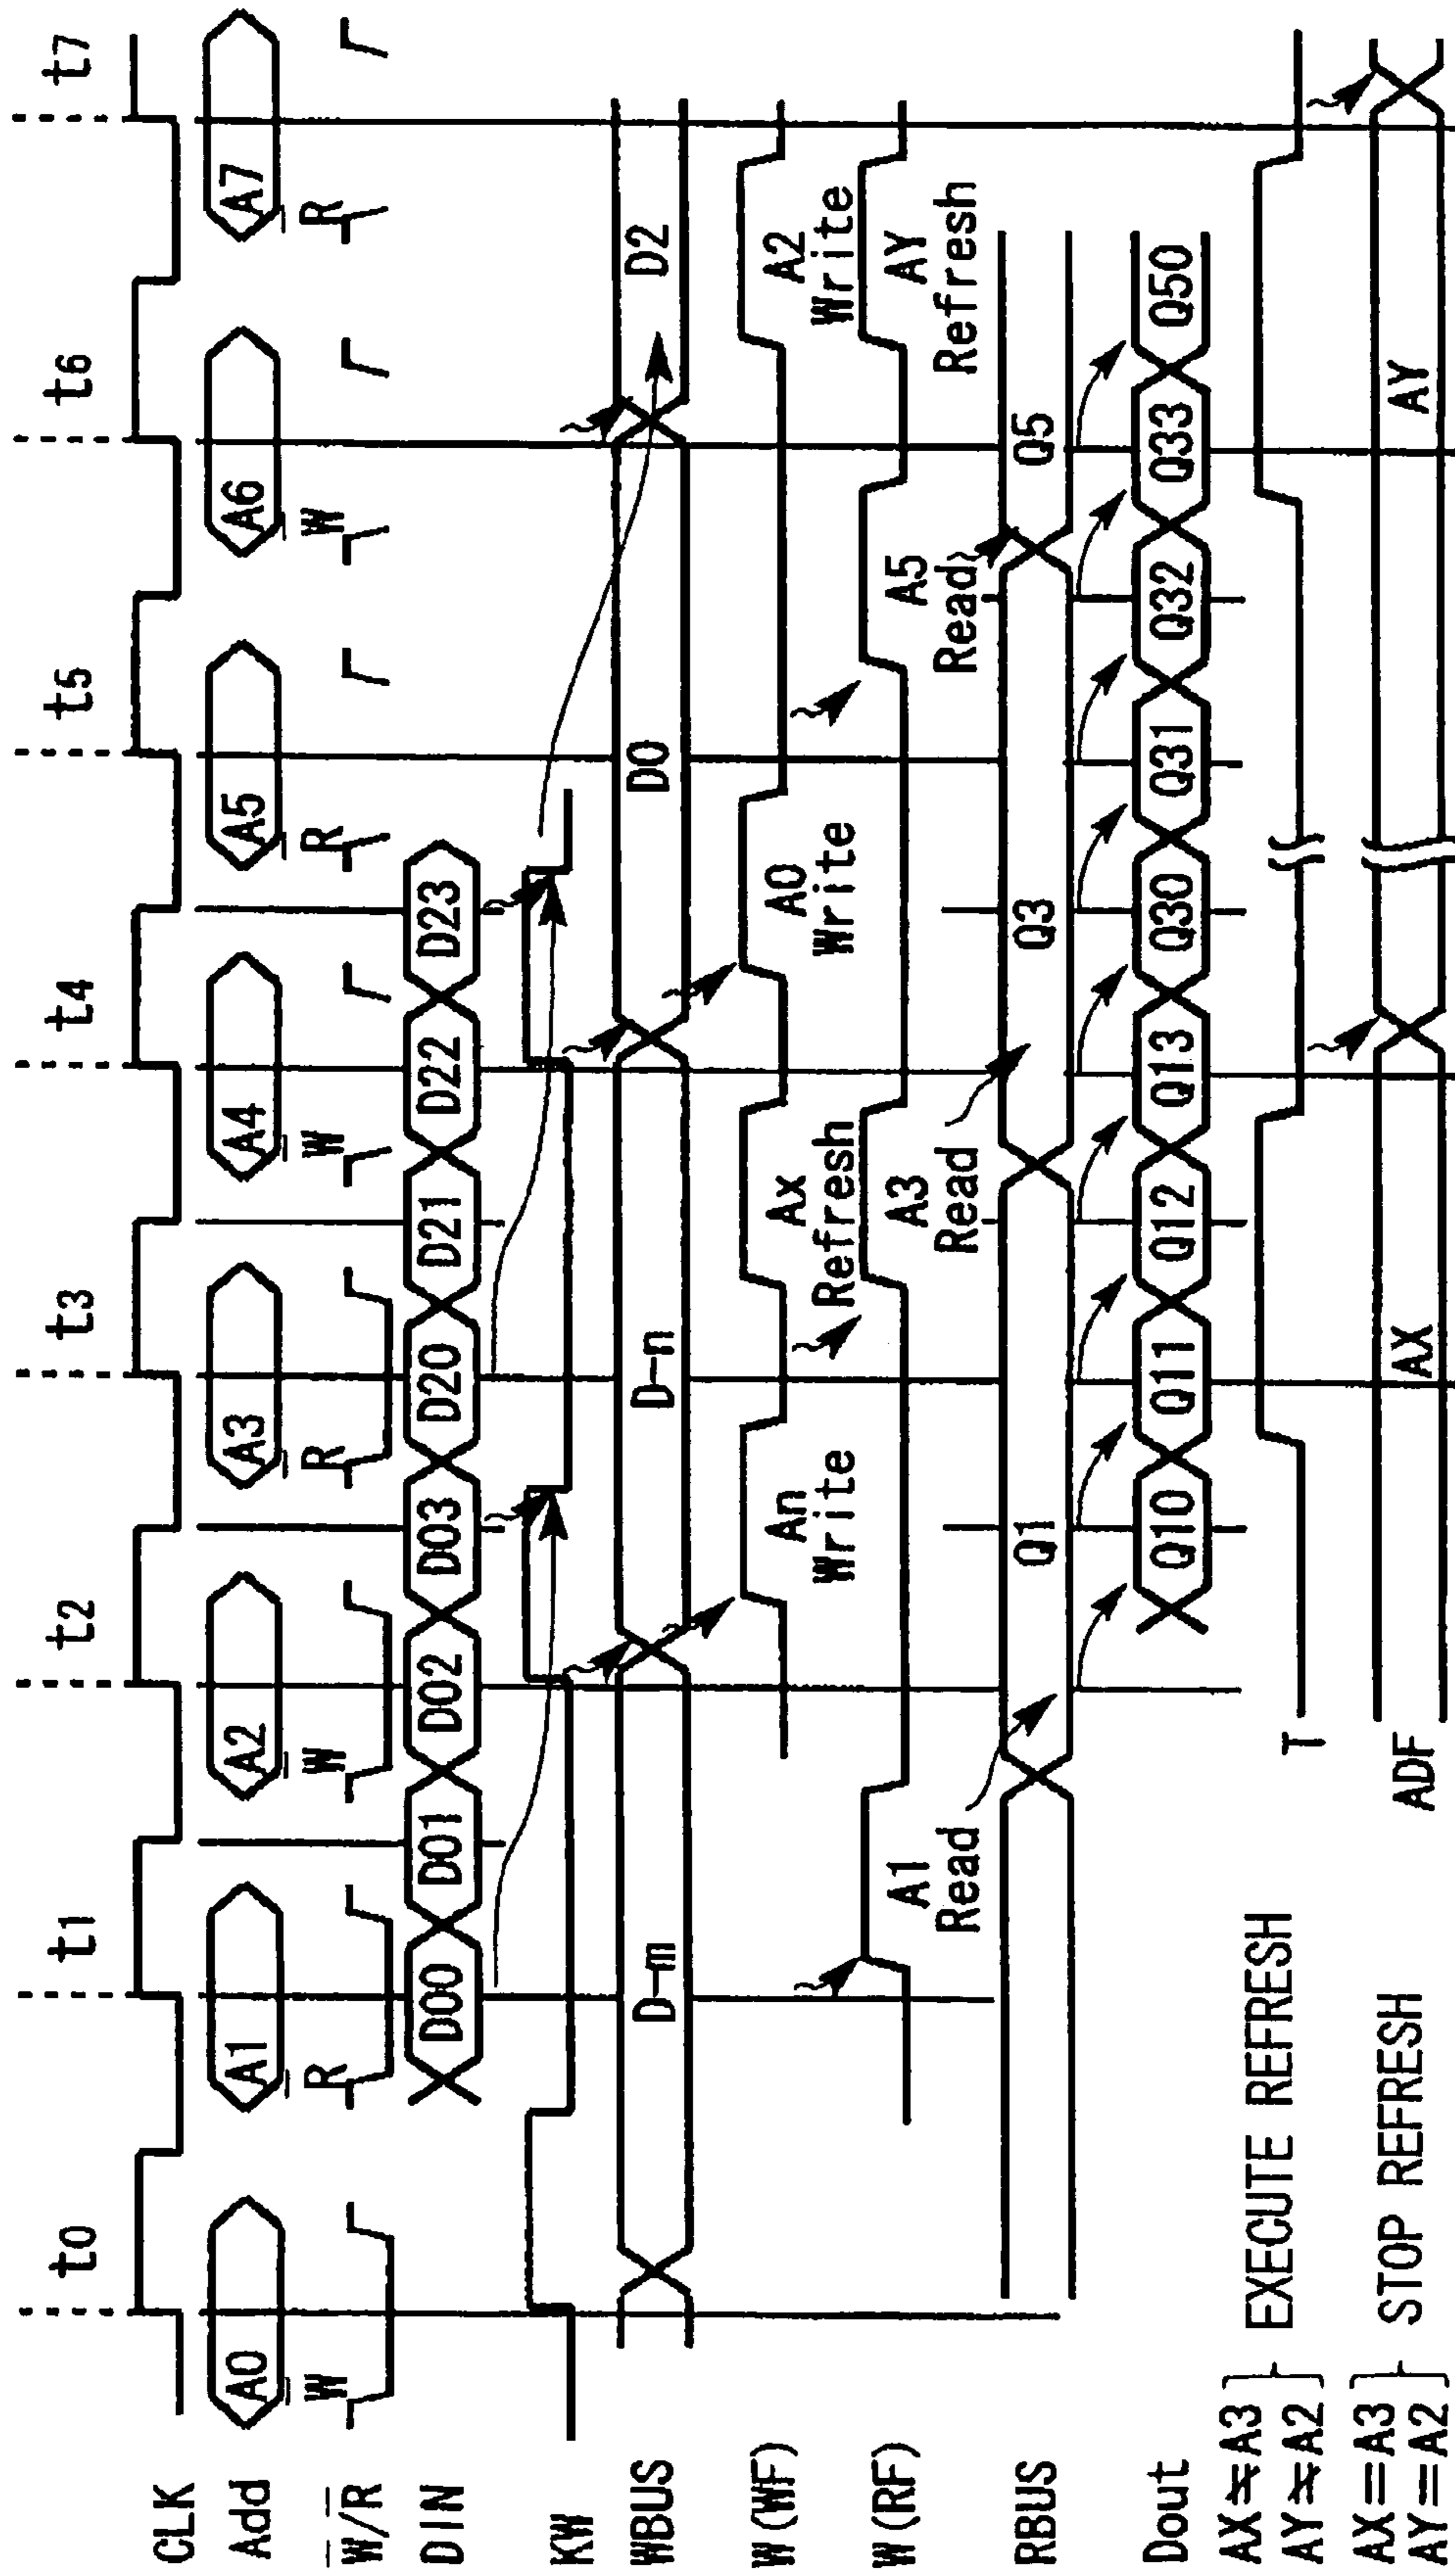 t0 t1 t2 t3 t4 t5 t6 t7
CLK
Add A0 A1 A2 A3 A4 A5 A6 A7
W̅/R̅ W̅ R̅ W̅ R̅ W̅ R̅ W̅ R̅
DIN D00 D01 D02 D03 D20 D21 D22 D23
KW
WBUS D-m D-n D0 D2
W(WF) An Ax A0 A2
Write Refresh Write Write
W(RF) A1 A3 A5 AY
Read Read Read Refresh
RBUS Q1 Q3 Q5
Dout Q10 Q11 Q12 Q13 Q30 Q31 Q32 Q33 Q50
AX≠A3
AY≠A2 } EXECUTE REFRESH T
AX=A3
AY=A2 } STOP REFRESH ADF AX AY